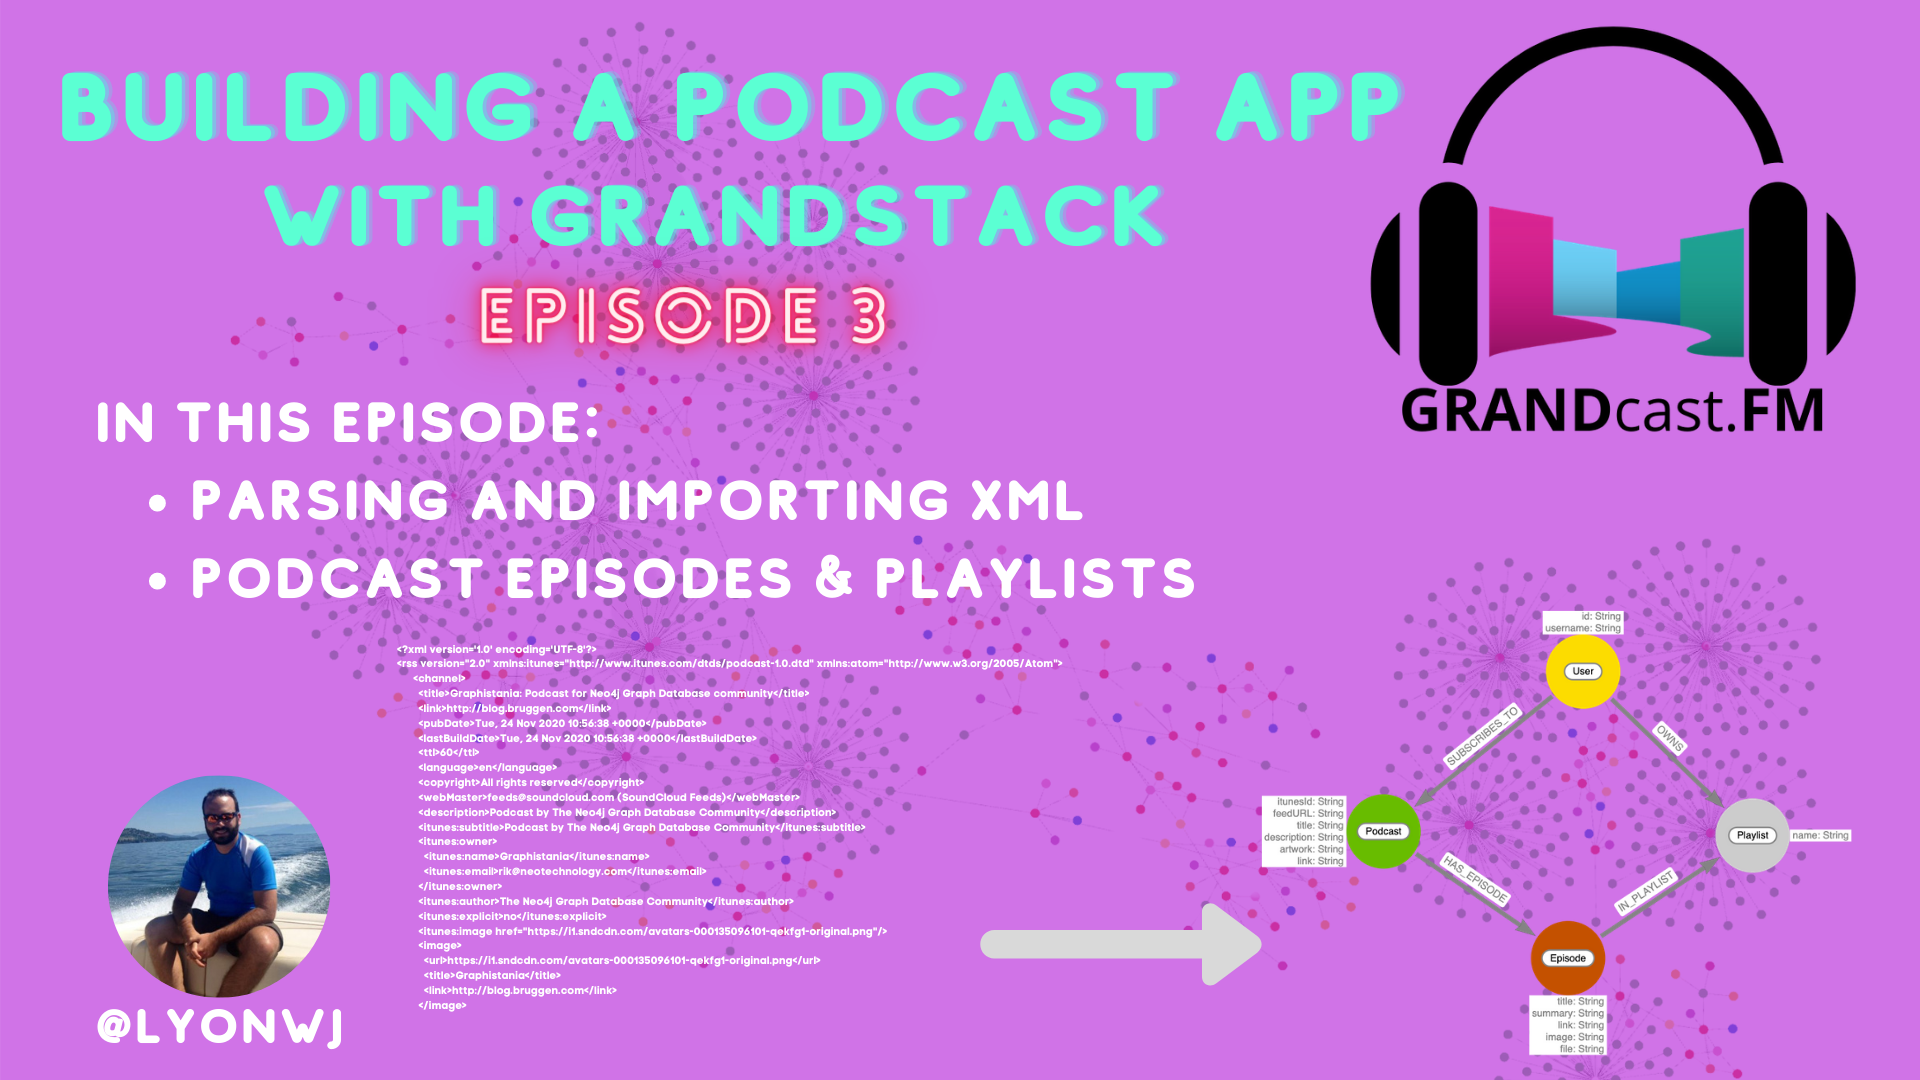 BUILDING A PODCAST APP
WITH GRANDSTACK
EPISODE 3
IN THIS EPISODE:
• PARSING AND IMPORTING XML
• PODCAST EPISODES & PLAYLISTS
GRANDcast.FM
<?xml version='1.0' encoding='UTF-8'?>
<rss version="2.0" xmlns:itunes="http://www.itunes.com/dtds/podcast-1.0.dtd" xmlns:atom="http://www.w3.org/2005/Atom">
<channel>
<title>Graphistania: Podcast for Neo4j Graph Database community</title>
<link>http://blog.bruggen.com</link>
<pubDate>Tue, 24 Nov 2020 10:56:38 +0000</pubDate>
<lastBuildDate>Tue, 24 Nov 2020 10:56:38 +0000</lastBuildDate>
<ttl>60</ttl>
<language>en</language>
<copyright>All rights reserved</copyright>
<webMaster>feeds@soundcloud.com (SoundCloud Feeds)</webMaster>
<description>Podcast by The Neo4j Graph Database Community</description>
<itunes:subtitle>Podcast by The Neo4j Graph Database Community</itunes:subtitle>
<itunes:owner>
<itunes:name>Graphistania</itunes:name>
<itunes:email>rik@neotechnology.com</itunes:email>
</itunes:owner>
<itunes:author>The Neo4j Graph Database Community</itunes:author>
<itunes:explicit>no</itunes:explicit>
<itunes:image href="https://i1.sndcdn.com/avatars-000135096101-qekfg1-original.png"/>
<image>
<url>https://i1.sndcdn.com/avatars-000135096101-qekfg1-original.png</url>
<title>Graphistania</title>
<link>http://blog.bruggen.com</link>
</image>
@LYONWJ
id: String
username: String
User
SUBSCRIBES_TO
OWNS
itunesId: String
feedURL: String
title: String
description: String
artwork: String
link: String
Podcast
Playlist
name: String
HAS_EPISODE
IN_PLAYLIST
Episode
title: String
summary: String
link: String
image: String
file: String